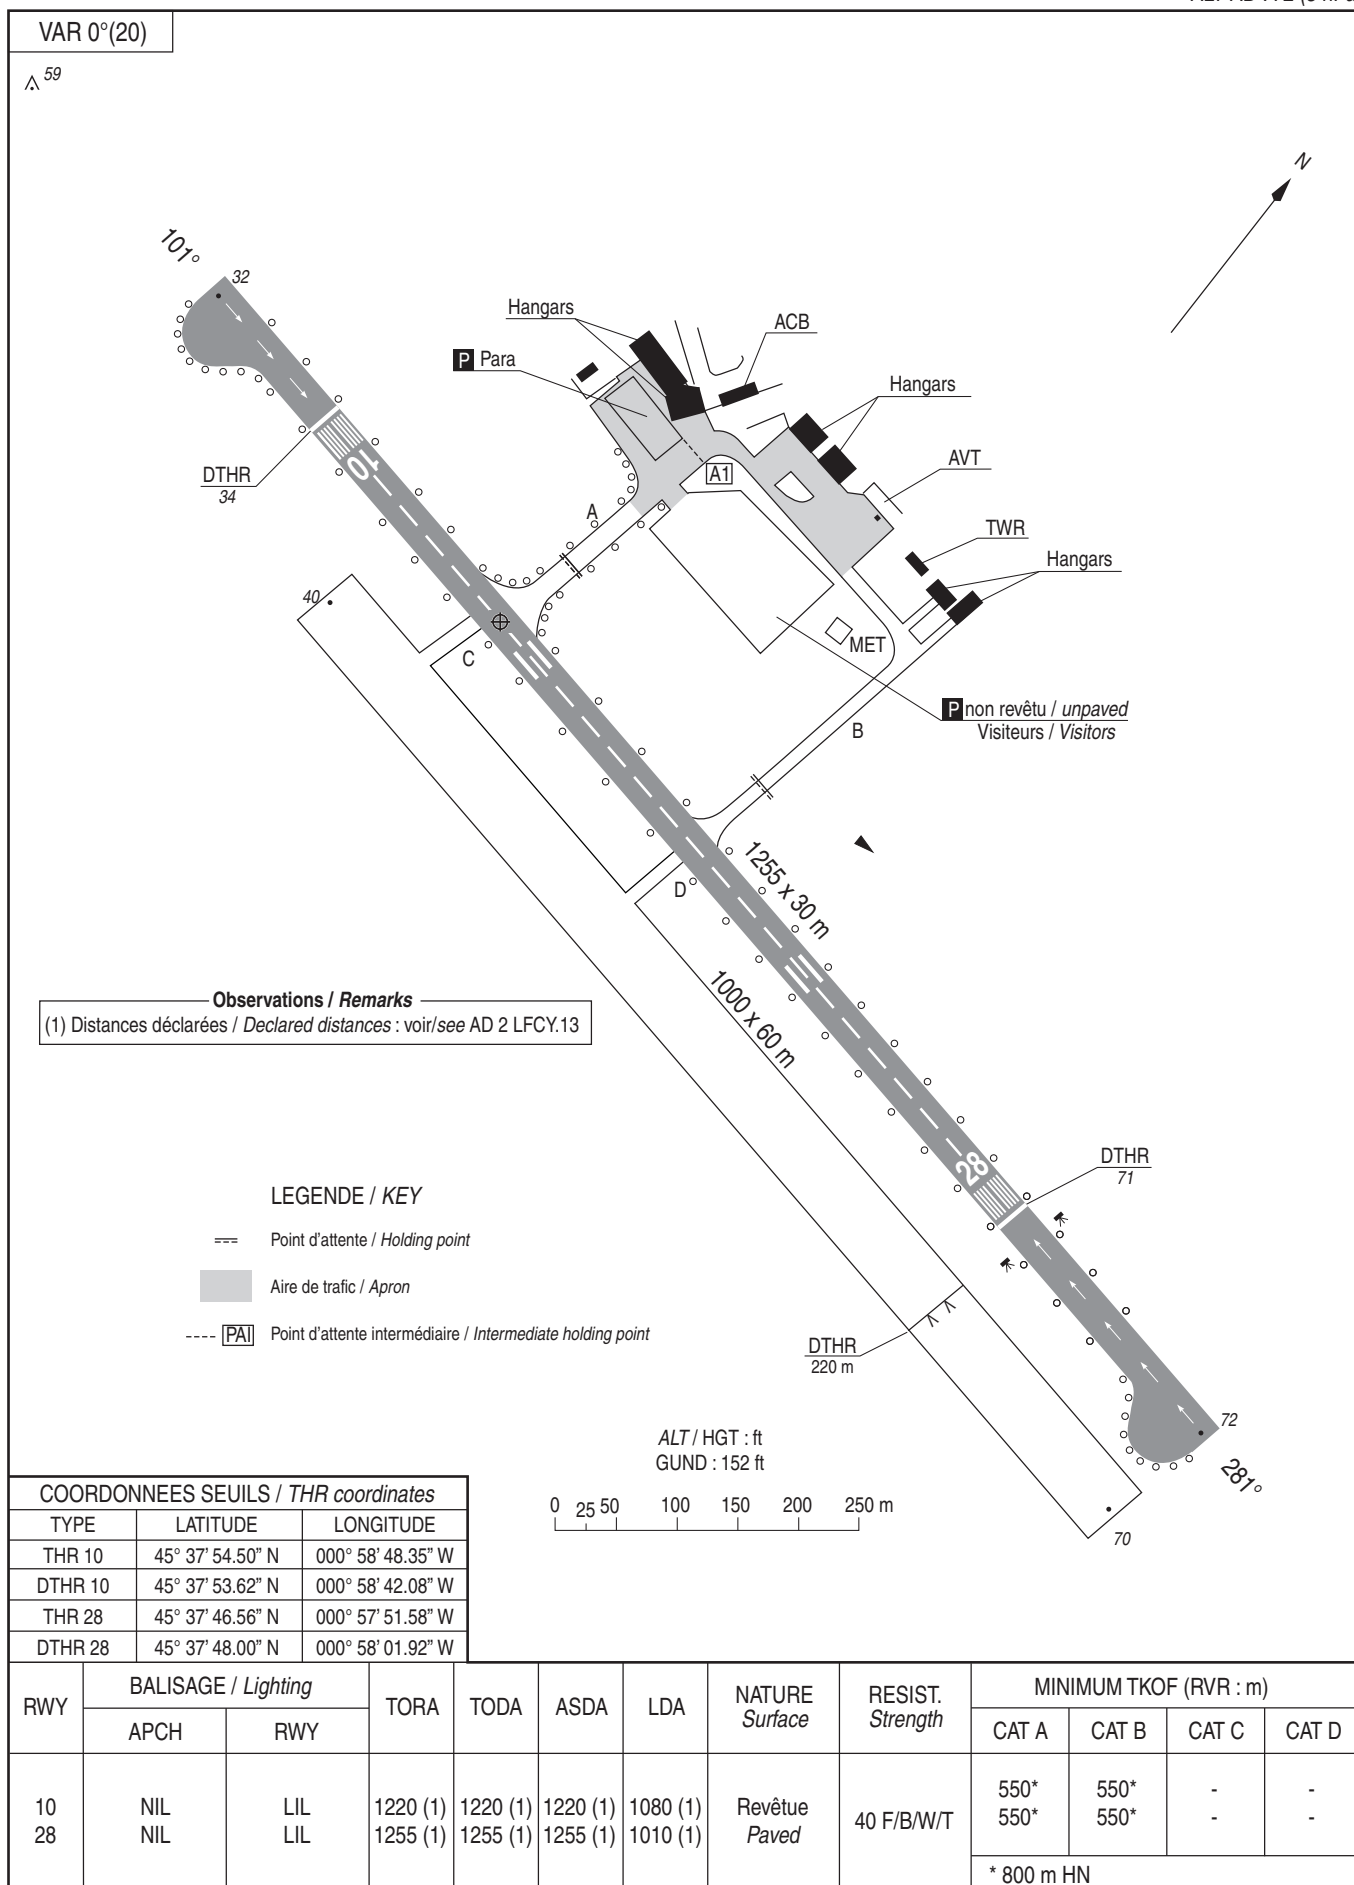 VAR 0°(20)
59
N
101°
32
Hangars
ACB
P Para
Hangars
DTHR
34
10
A1
AVT
A
TWR
Hangars
40
C
MET
P non revêtu / unpaved
Visiteurs / Visitors
B
1255 x 30 m
D
1000 x 60 m
Observations / Remarks
(1) Distances déclarées / Declared distances : voir/see AD 2 LFCY.13
28
DTHR
71
LEGENDE / KEY
Point d'attente / Holding point
Aire de trafic / Apron
PAI Point d'attente intermédiaire / Intermediate holding point
DTHR
220 m
72
281°
ALT / HGT : ft
GUND : 152 ft
0 25 50 100 150 200 250 m
70
COORDONNEES SEUILS / THR coordinates
TYPE LATITUDE LONGITUDE
THR 10 45° 37' 54.50” N 000° 58' 48.35” W
DTHR 10 45° 37' 53.62” N 000° 58' 42.08” W
THR 28 45° 37' 46.56” N 000° 57' 51.58” W
DTHR 28 45° 37' 48.00” N 000° 58' 01.92” W
RWY BALISAGE / Lighting TORA TODA ASDA LDA NATURE RESIST. MINIMUM TKOF (RVR : m)
Surface Strength
APCH RWY CAT A CAT B CAT C CAT D
10 NIL LIL 1220 (1) 1220 (1) 1220 (1) 1080 (1) Revêtue 40 F/B/W/T 550* 550* - -
28 NIL LIL 1255 (1) 1255 (1) 1255 (1) 1010 (1) Paved 550* 550* - -
* 800 m HN